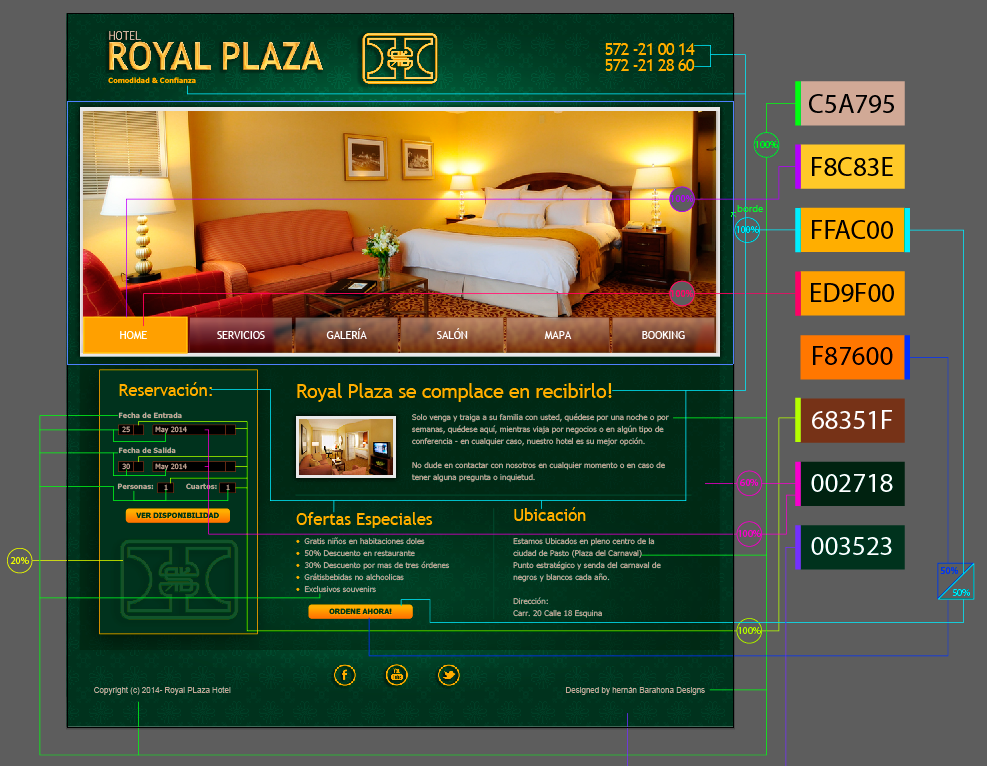 HOTEL
ROYAL PLAZA
Comodidad & Confianza
572 -21 00 14
572 -21 28 60
C5A795
100%
F8C83E
100%
borde
100%
FFAC00
ED9F00
HOME
SERVICIOS
GALERÍA
SALÓN
MAPA
BOOKING
F87600
Reservación:
Royal Plaza se complace en recibirlo!
Fecha de Entrada
25
May 2014
Fecha de Salida
30
May 2014
Personas:
1
Cuartos:
1
VER DISPONIBILIDAD
Solo venga y traiga a su familia con usted, quédese por una noche o por
semanas, quédese aquí, mientras viaja por negocios o en algún tipo de
conferencia - en cualquier caso, nuestro hotel es su mejor opción.
No dude en contactar con nosotros en cualquier momento o en caso de
tener alguna pregunta o inquietud.
68351F
002718
003523
Ofertas Especiales
Gratis niños en habitaciones doles
50% Descuento en restaurante
30% Descuento por mas de tres órdenes
Grátisbebidas no alchoolicas
Exclusivos souvenirs
ORDENE AHORA!
Ubicación
Estamos Ubicados en pleno centro de la
ciudad de Pasto (Plaza del Carnaval)
Punto estratégico y senda del carnaval de
negros y blancos cada año.
Dirección:
Carr. 20 Calle 18 Esquina
100%
20%
50%
50%
100%
f
You
Copyright (c) 2014- Royal PLaza Hotel
Designed by hernán Barahona Designs